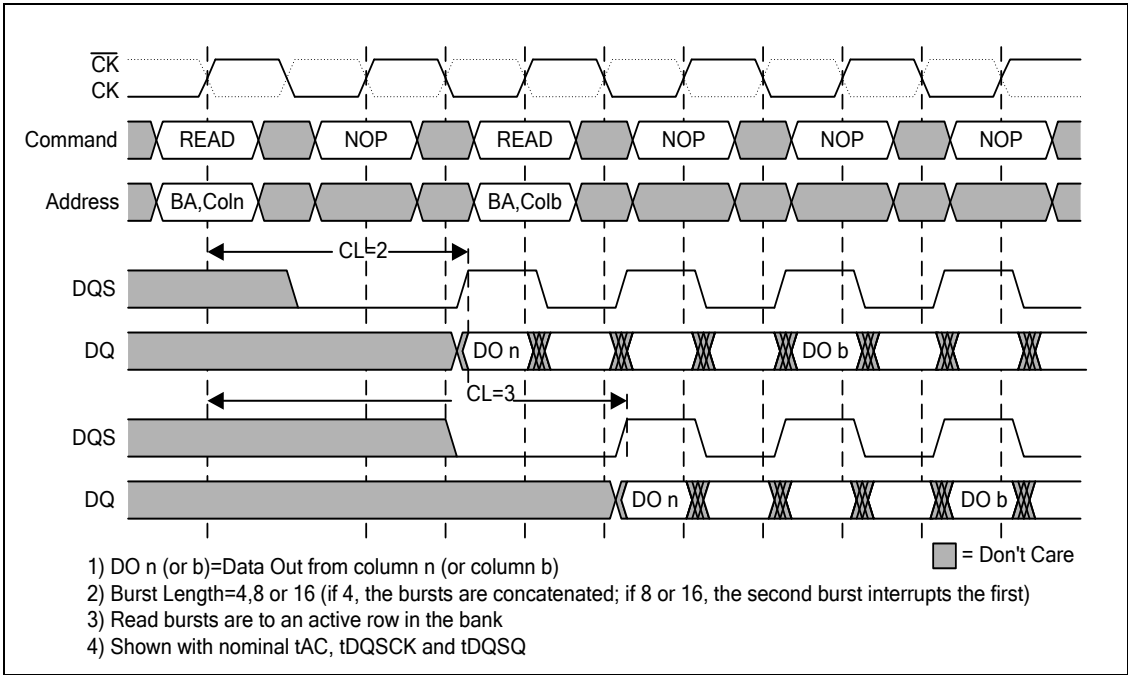 CK
CK
Command READ NOP READ NOP NOP NOP
Address BA,Coln BA,Colb
CL=2
DQS
DQ DO n DO b
CL=3
DQS
DQ DO n DO b
= Don't Care
1) DO n (or b)=Data Out from column n (or column b)
2) Burst Length=4,8 or 16 (if 4, the bursts are concatenated; if 8 or 16, the second burst interrupts the first)
3) Read bursts are to an active row in the bank
4) Shown with nominal tAC, tDQSCK and tDQSQ